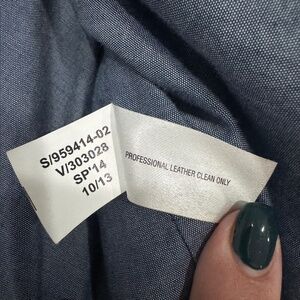 S/959414-02
V/303028
SP'14
10/13
PROFESSIONAL LEATHER CLEAN ONLY